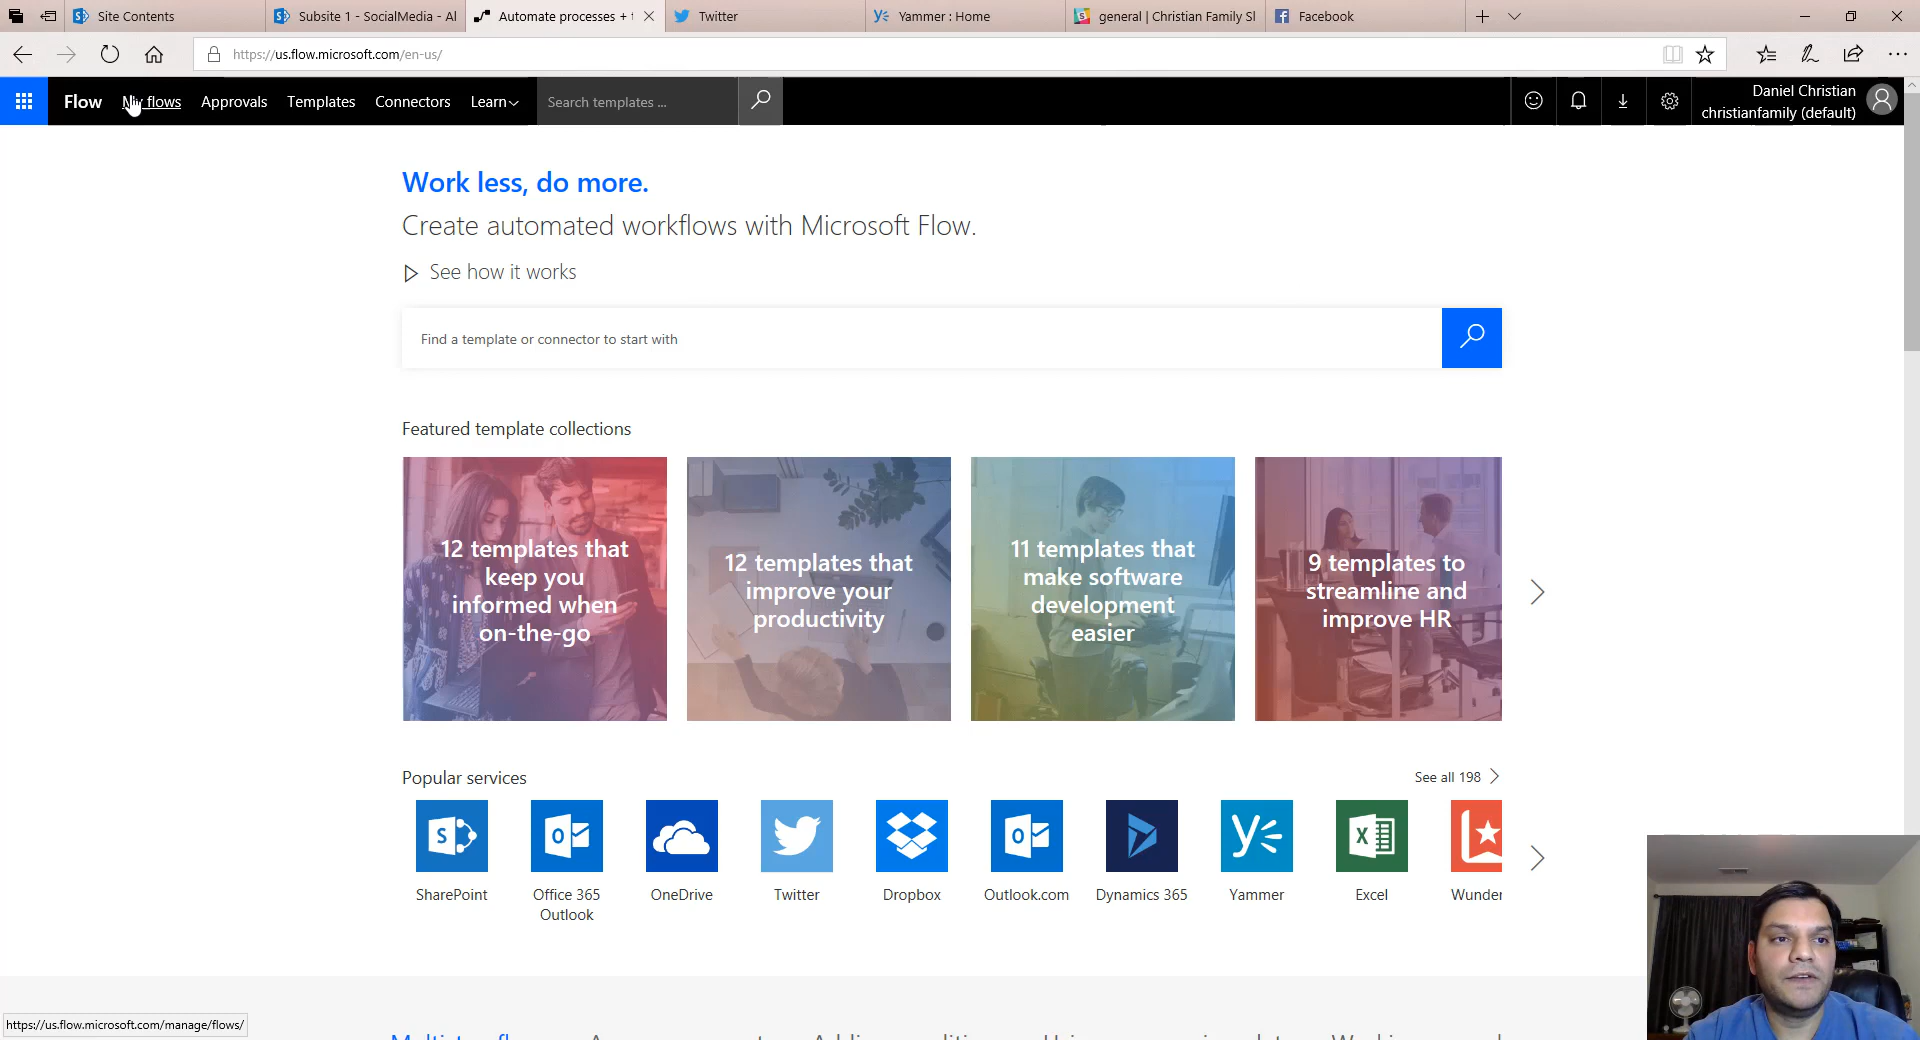 Site Contents
Subsite 1 - SocialMedia - Al
Automate processes + t
Twitter
Yammer : Home
general | Christian Family Sl
Facebook
https://us.flow.microsoft.com/en-us/
Flow
My flows
Approvals
Templates
Connectors
Learn
Search templates ...
Daniel Christian
christianfamily (default)
Work less, do more.
Create automated workflows with Microsoft Flow.
See how it works
Find a template or connector to start with
Featured template collections
12 templates that
keep you
informed when
on-the-go
12 templates that
improve your
productivity
11 templates that
make software
development
easier
9 templates to
streamline and
improve HR
Popular services
See all 198
SharePoint
Office 365
Outlook
OneDrive
Twitter
Dropbox
Outlook.com
Dynamics 365
Yammer
Excel
Wunder
https://us.flow.microsoft.com/manage/flows/